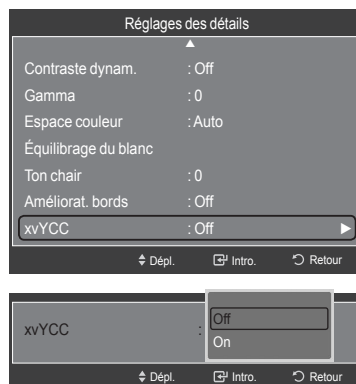 Réglages des détails
Contraste dynam. : Off
Gamma : 0
Espace couleur : Auto
Équilibrage du blanc
Ton chair : 0
Améliorat. bords : Off
xvYCC : Off
Dépl. Intro. Retour
xvYCC : Off
On
Dépl. Intro. Retour